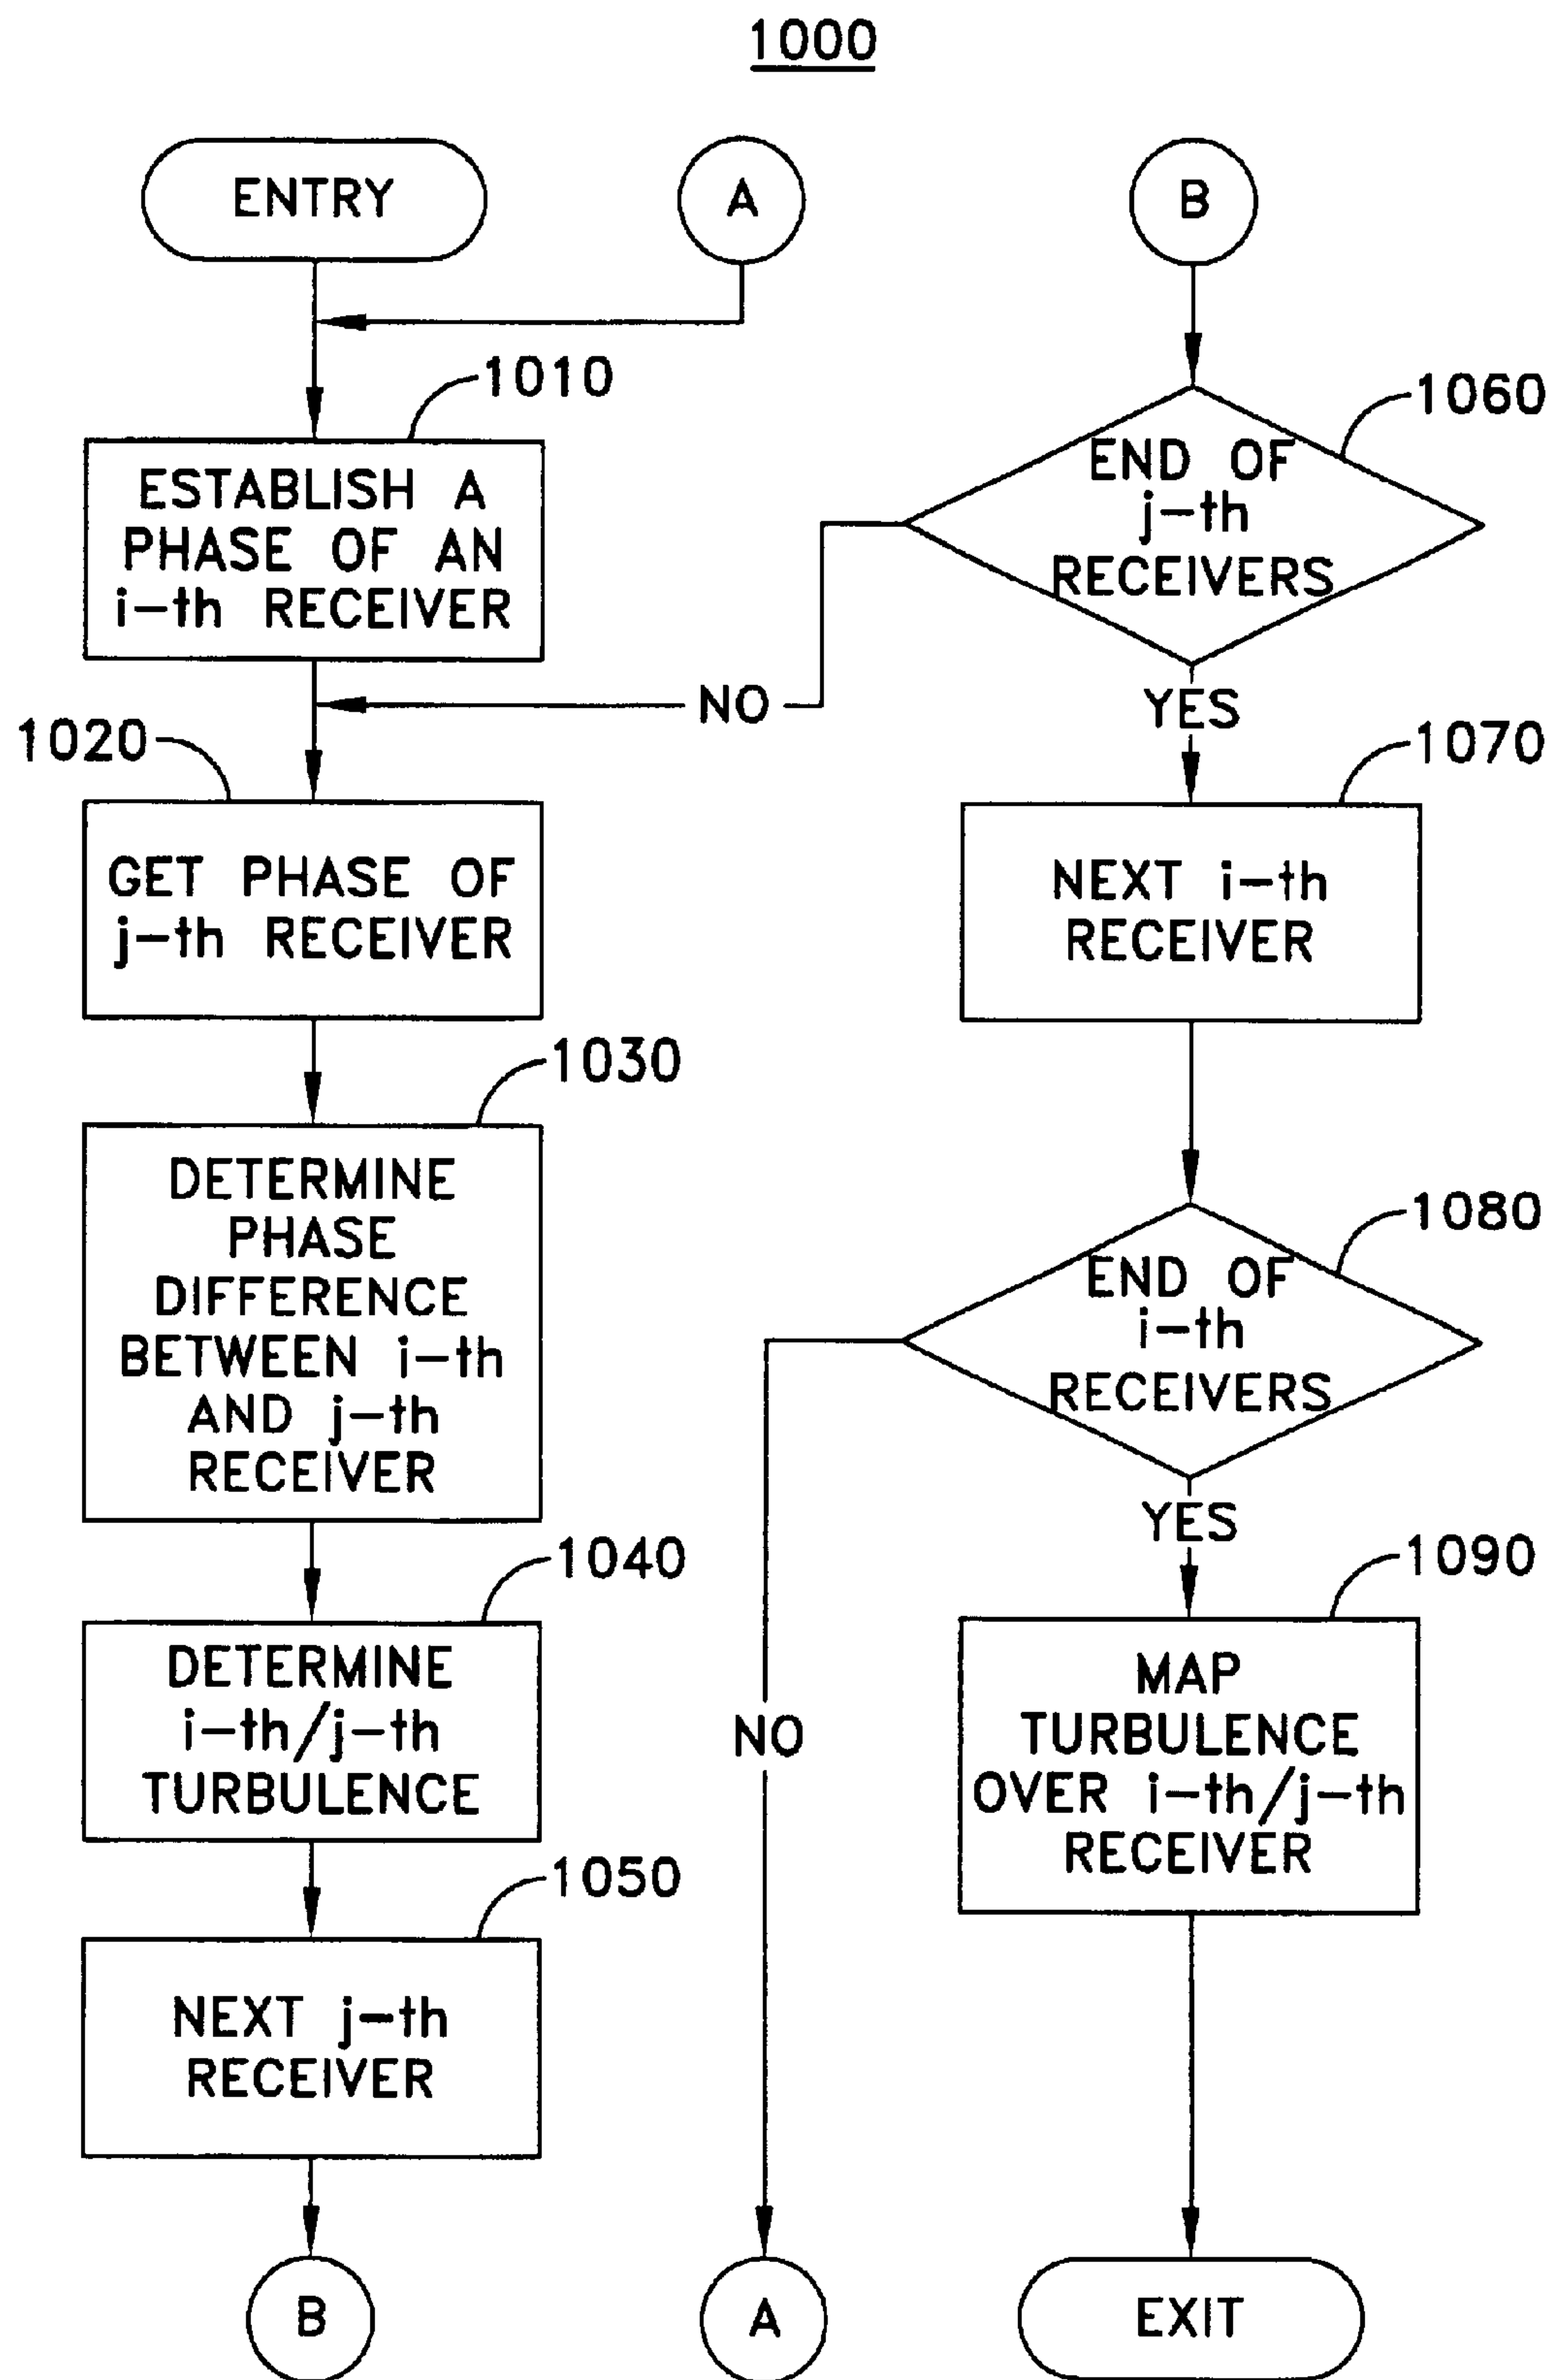 1000
ENTRY
A
1010
ESTABLISH A
PHASE OF AN
i-th RECEIVER
NO
1020
GET PHASE OF
j-th RECEIVER
1030
DETERMINE
PHASE
DIFFERENCE
BETWEEN i-th
AND j-th
RECEIVER
1040
DETERMINE
i-th/j-th
TURBULENCE
1050
NEXT j-th
RECEIVER
B
B
1060
END OF
j-th
RECEIVERS
YES
1070
NEXT i-th
RECEIVER
1080
END OF
i-th
RECEIVERS
NO
A
YES
1090
MAP
TURBULENCE
OVER i-th/j-th
RECEIVER
EXIT